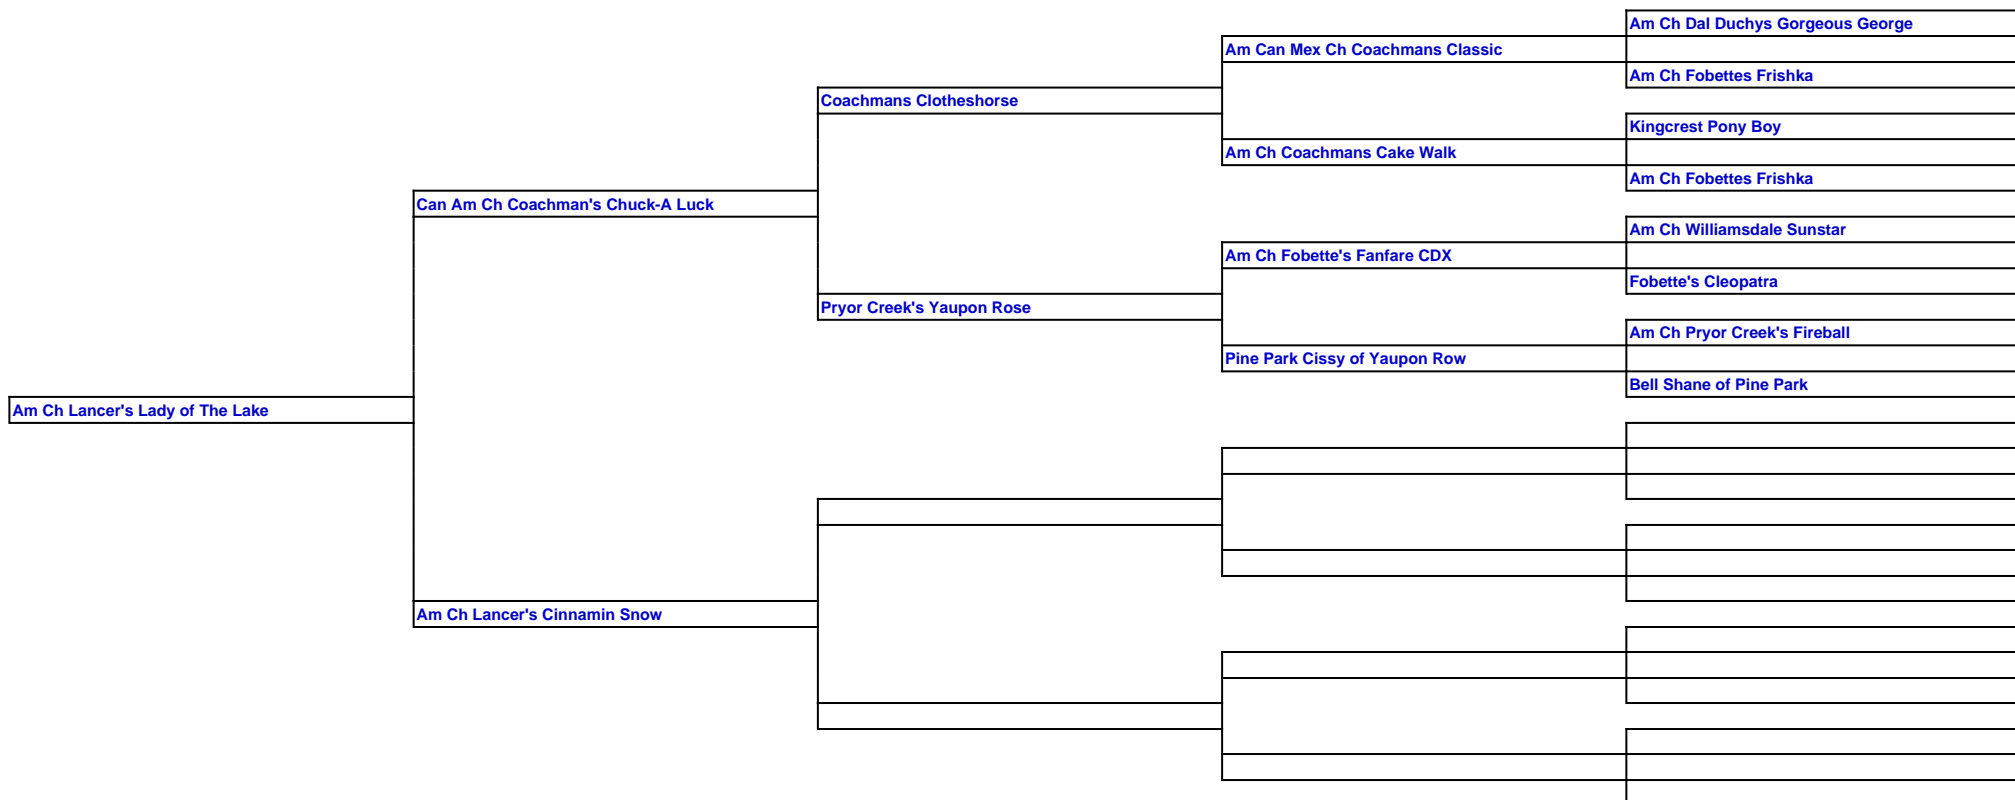 Am Ch Dal Duchys Gorgeous George
Am Can Mex Ch Coachmans Classic
Am Ch Fobettes Frishka
Coachmans Clotheshorse
Kingcrest Pony Boy
Am Ch Coachmans Cake Walk
Am Ch Fobettes Frishka
Can Am Ch Coachman's Chuck-A Luck
Am Ch Williamsdale Sunstar
Am Ch Fobette's Fanfare CDX
Fobette's Cleopatra
Pryor Creek's Yaupon Rose
Am Ch Pryor Creek's Fireball
Pine Park Cissy of Yaupon Row
Bell Shane of Pine Park
Am Ch Lancer's Lady of The Lake
Am Ch Lancer's Cinnamin Snow